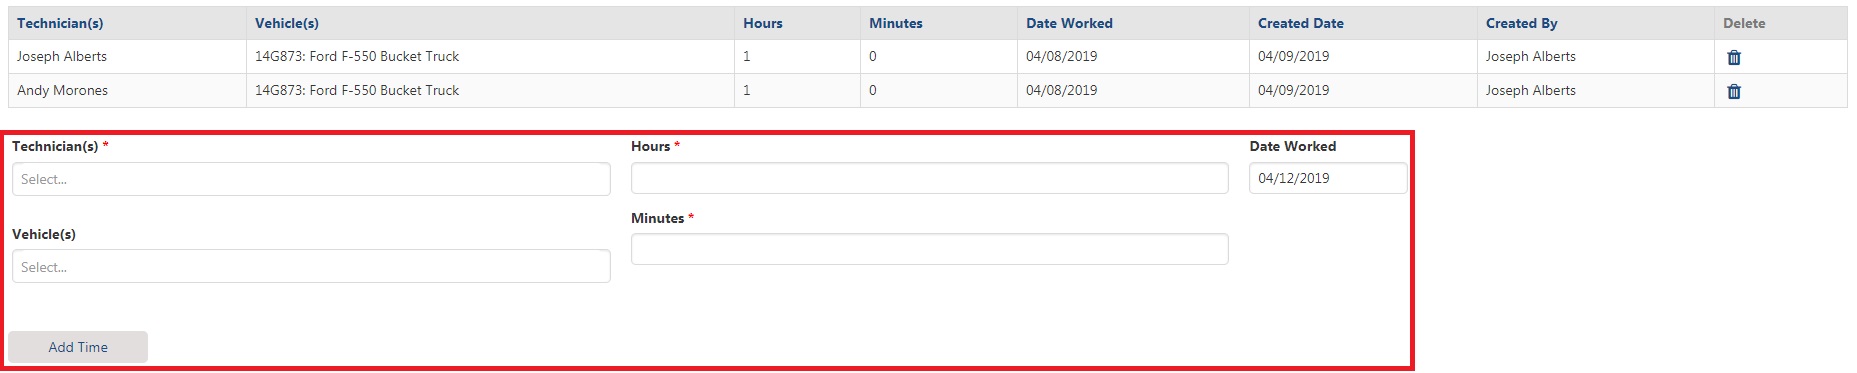 Technician(s) Vehicle(s) Hours Minutes Date Worked Created Date Created By Delete
Joseph Alberts 14G873: Ford F-550 Bucket Truck 1 0 04/08/2019 04/09/2019 Joseph Alberts
Andy Morones 14G873: Ford F-550 Bucket Truck 1 0 04/08/2019 04/09/2019 Joseph Alberts
Technician(s) * Hours * Date Worked
Select... 04/12/2019
Minutes *
Vehicle(s)
Select...
Add Time